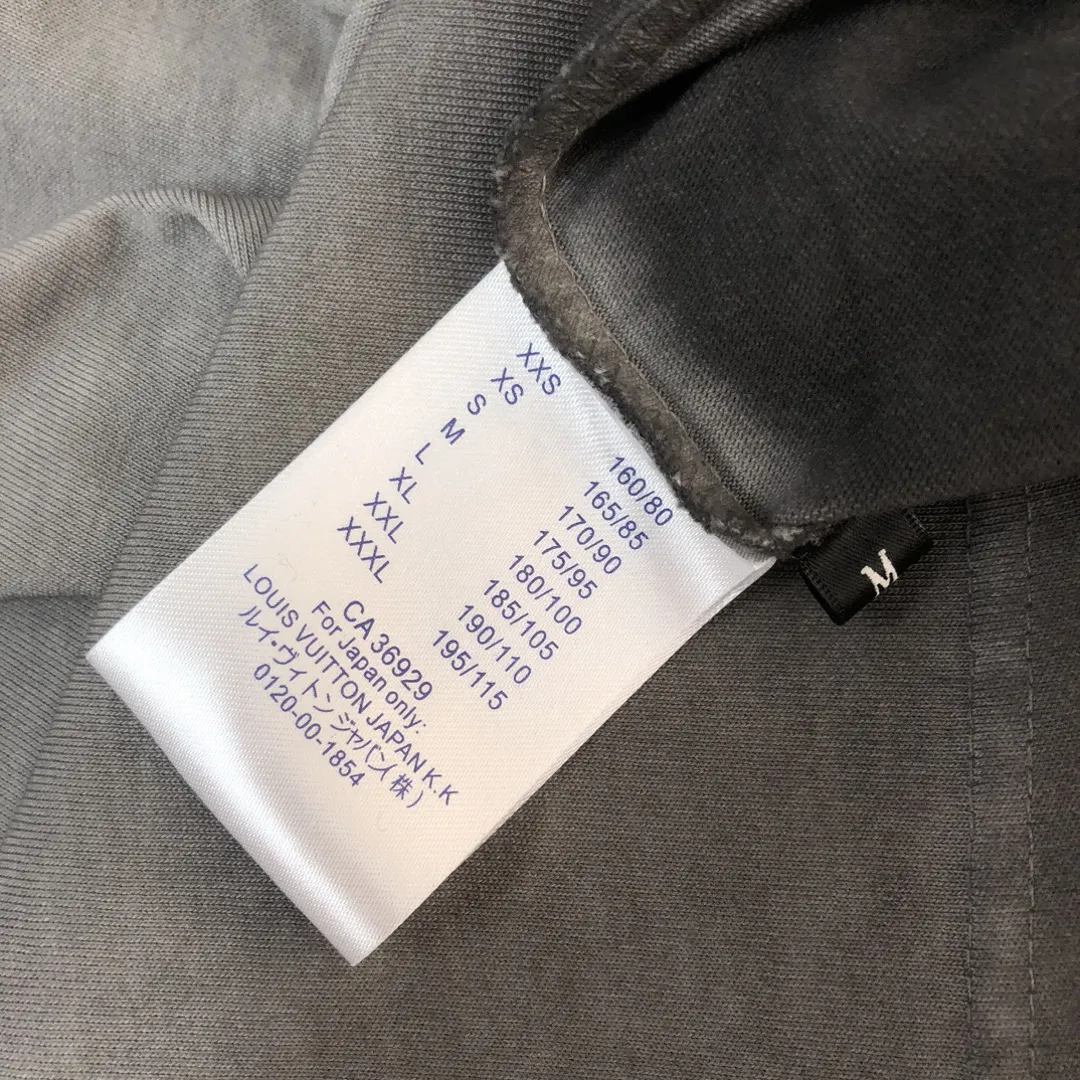 XXS 160/80
XS 165/85
S 170/90
M 175/95
L 180/100
XL 185/105
XXL 190/110
XXXL 195/115
CA 36929
For Japan only:
LOUIS VUITTON JAPAN K.K
ルイ・ヴィトン ジャパン(株)
0120-00-1854
M